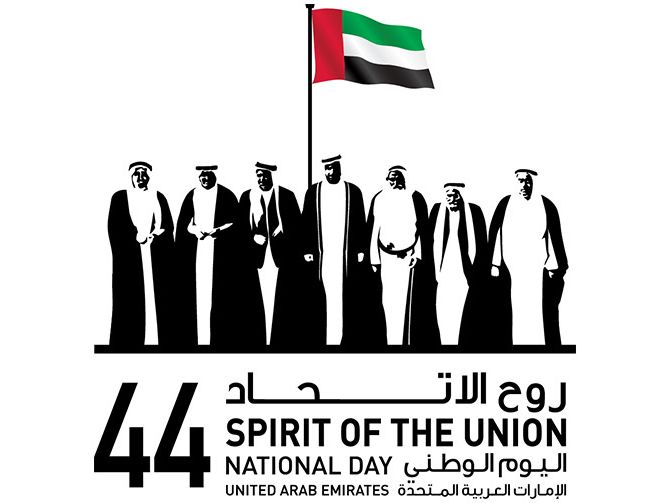 44
روح الاتحاد
SPIRIT OF THE UNION
NATIONAL DAY اليوم الوطني
UNITED ARAB EMIRATES الإمارات العربية المتحدة